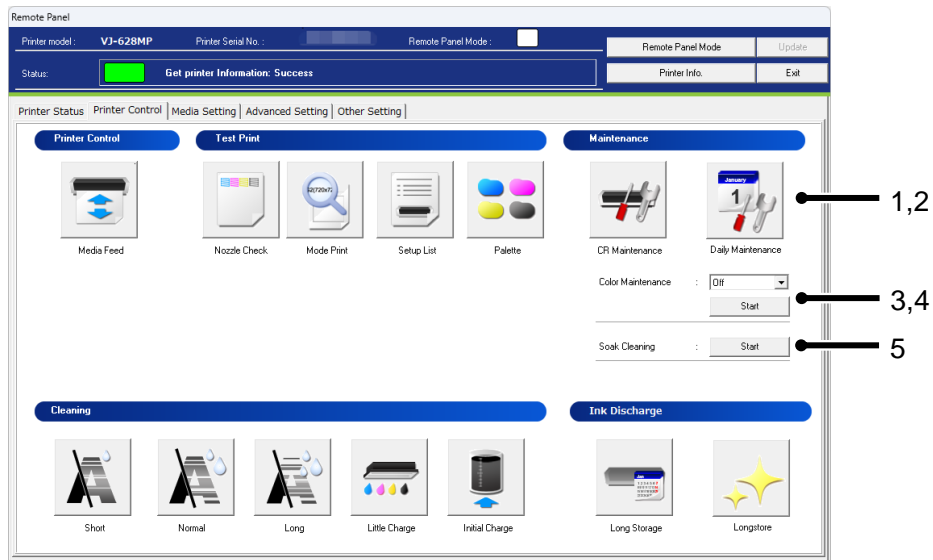 Remote Panel
Printer model : VJ-628MP Printer Serial No. : Remote Panel Mode :
Remote Panel Mode Update
Status: Get printer Information: Success
Printer Info. Exit
Printer Status Printer Control Media Setting Advanced Setting Other Setting
Printer Control Test Print Maintenance
January
1
1,2
Media Feed Nozzle Check Mode Print Setup List Palette CR Maintenance Daily Maintenance
Color Maintenance : Off
Start
3,4
Soak Cleaning : Start
5
Cleaning Ink Discharge
Jan
Short Normal Long Little Charge Initial Charge Long Storage Longstore